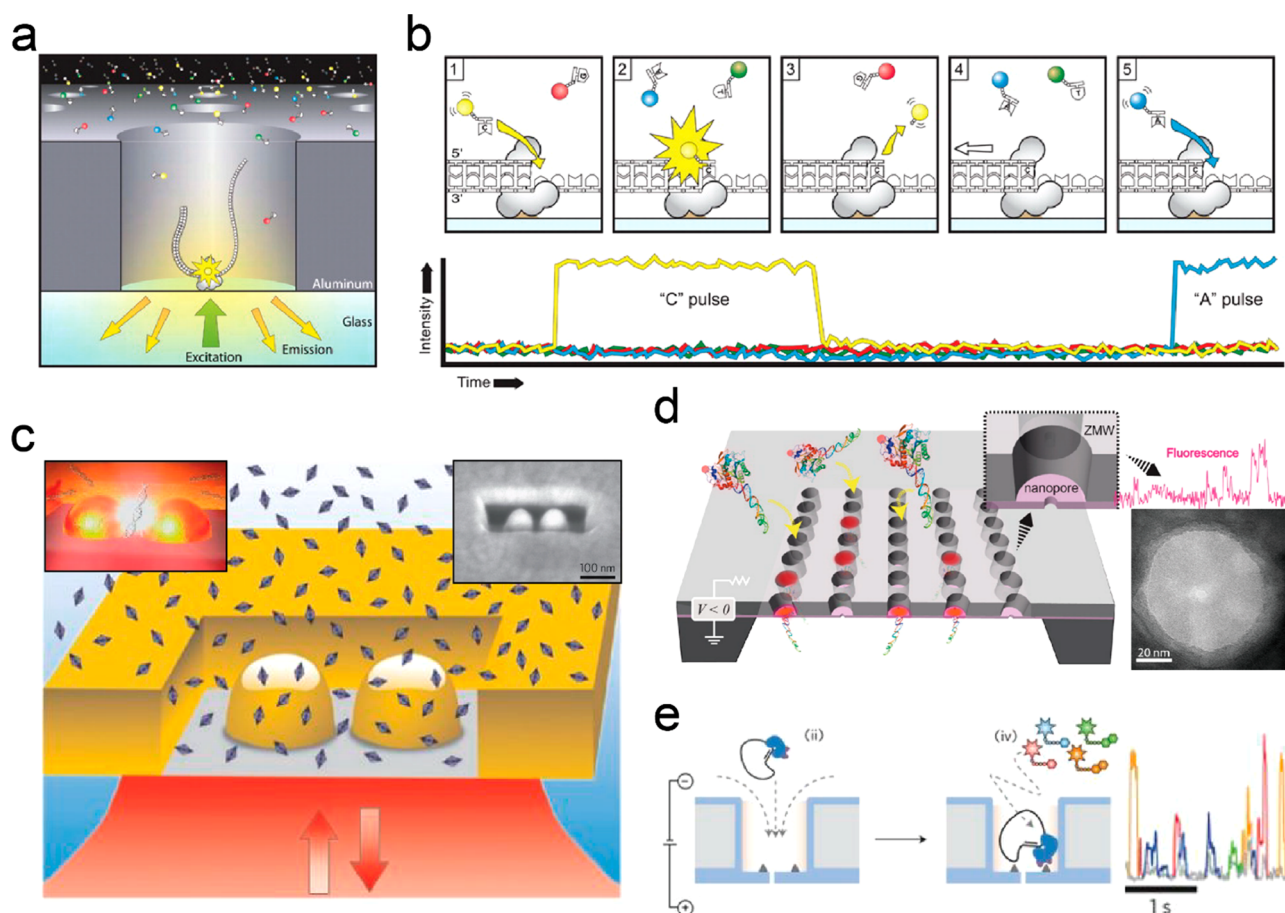 a
Aluminum
Glass
Excitation
Emission
b
1
2
3
4
5
C
G
A
T
C
G
C
A
T
C
A
C
5'
3'
Intensity
"C" pulse
"A" pulse
Time
c
100 nm
d
ZMW
nanopore
Fluorescence
V < 0
20 nm
e
(ii)
(iv)
−
+
1 s